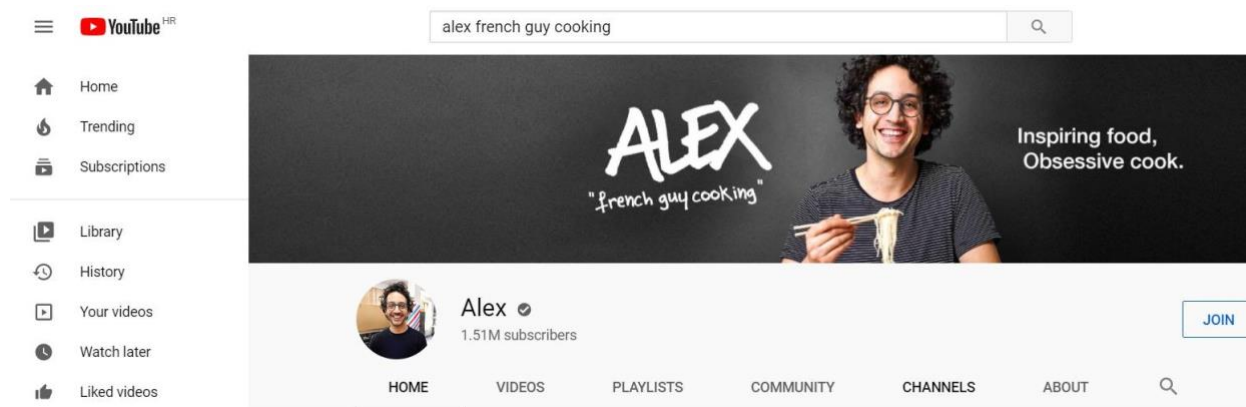 YouTube HR
alex french guy cooking
Home
Trending
Subscriptions
Library
History
Your videos
Watch later
Liked videos
ALEX
"french guy cooking"
Inspiring food,
Obsessive cook.
Alex
1.51M subscribers
JOIN
HOME VIDEOS PLAYLISTS COMMUNITY CHANNELS ABOUT